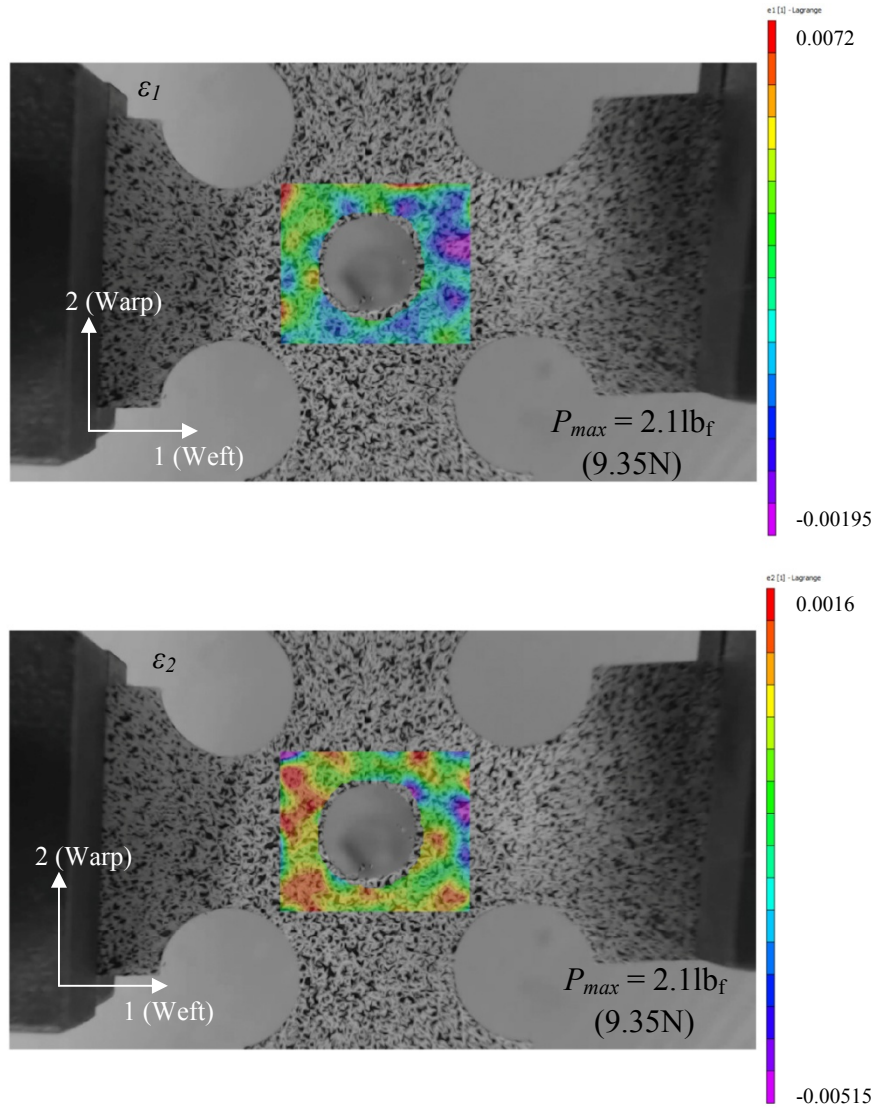 e1 [1] - Lagrange
0.0072
ε1
2 (Warp)
1 (Weft)
Pmax = 2.1lbf
(9.35N)
-0.00195
e2 [1] - Lagrange
0.0016
ε2
2 (Warp)
1 (Weft)
Pmax = 2.1lbf
(9.35N)
-0.00515